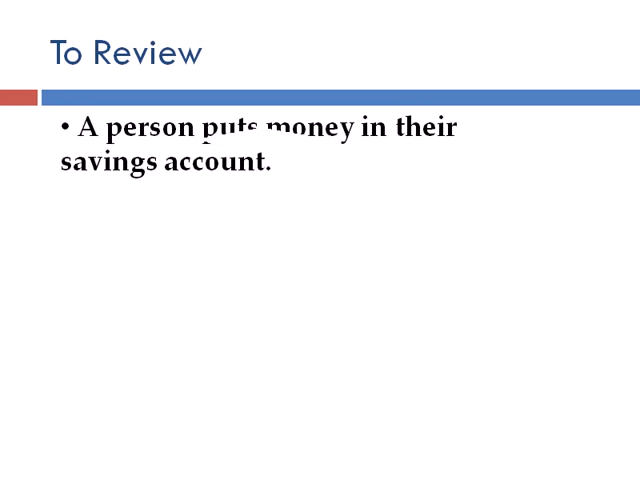 To Review
• A person puts money in their
savings account.